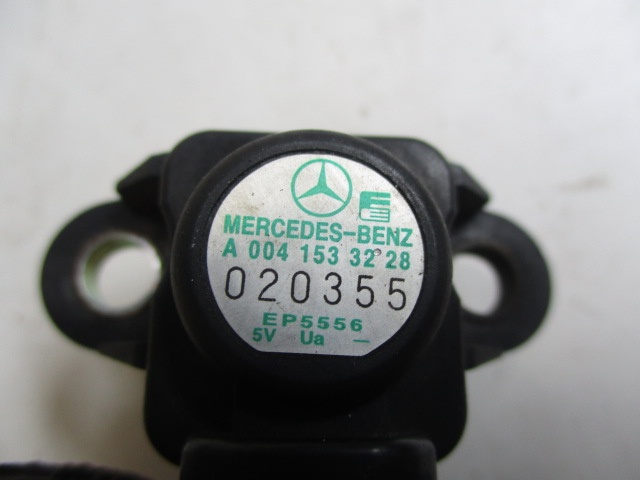 MERCEDES-BENZ
A 004 153 32 28
020355
EP5556
5V Ua –